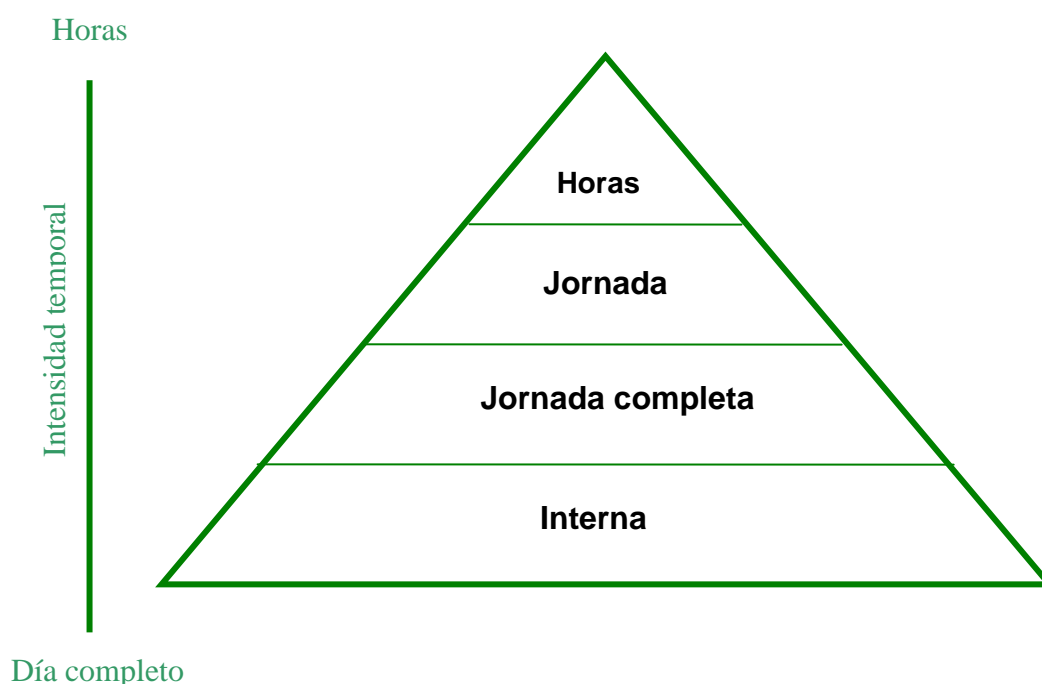 Horas
Intensidad temporal
Horas
Jornada
Jornada completa
Interna
Día completo